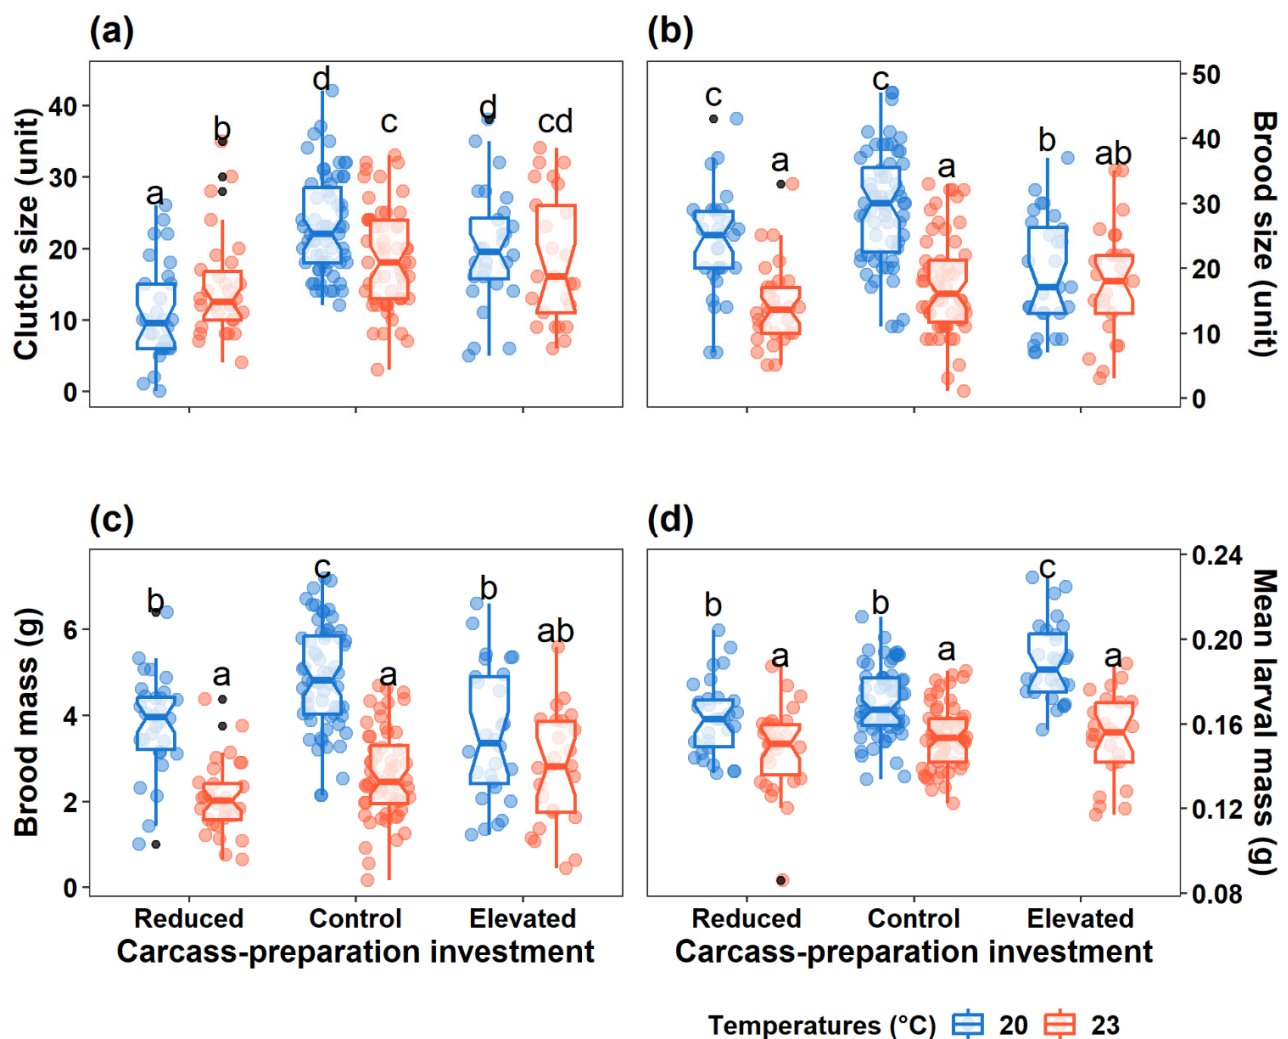 (a)
(b)
Clutch size (unit)
40
30
20
10
0
a
b
d
c
d
cd
c
a
c
a
b
ab
50
40
30
20
10
0
Brood size (unit)
(c)
(d)
Brood mass (g)
6
4
2
0
b
a
c
a
b
ab
b
a
b
a
c
a
0.24
0.20
0.16
0.12
0.08
Mean larval mass (g)
Reduced Control Elevated
Carcass-preparation investment
Reduced Control Elevated
Carcass-preparation investment
Temperatures (°C) 20 23